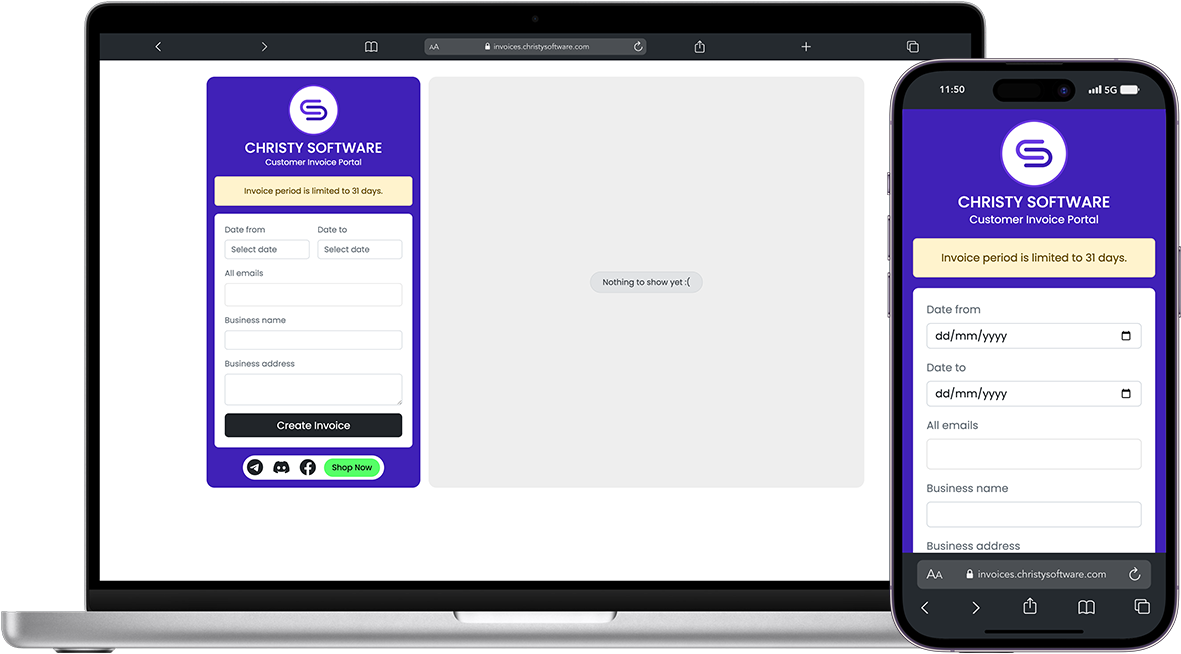 AA invoices.christysoftware.com
CHRISTY SOFTWARE
Customer Invoice Portal
Invoice period is limited to 31 days.
Date from Date to
Select date Select date
All emails
Business name
Business address
Create Invoice
Shop Now
Nothing to show yet :(
11:50 5G
CHRISTY SOFTWARE
Customer Invoice Portal
Invoice period is limited to 31 days.
Date from
dd/mm/yyyy
Date to
dd/mm/yyyy
All emails
Business name
Business address
AA invoices.christysoftware.com